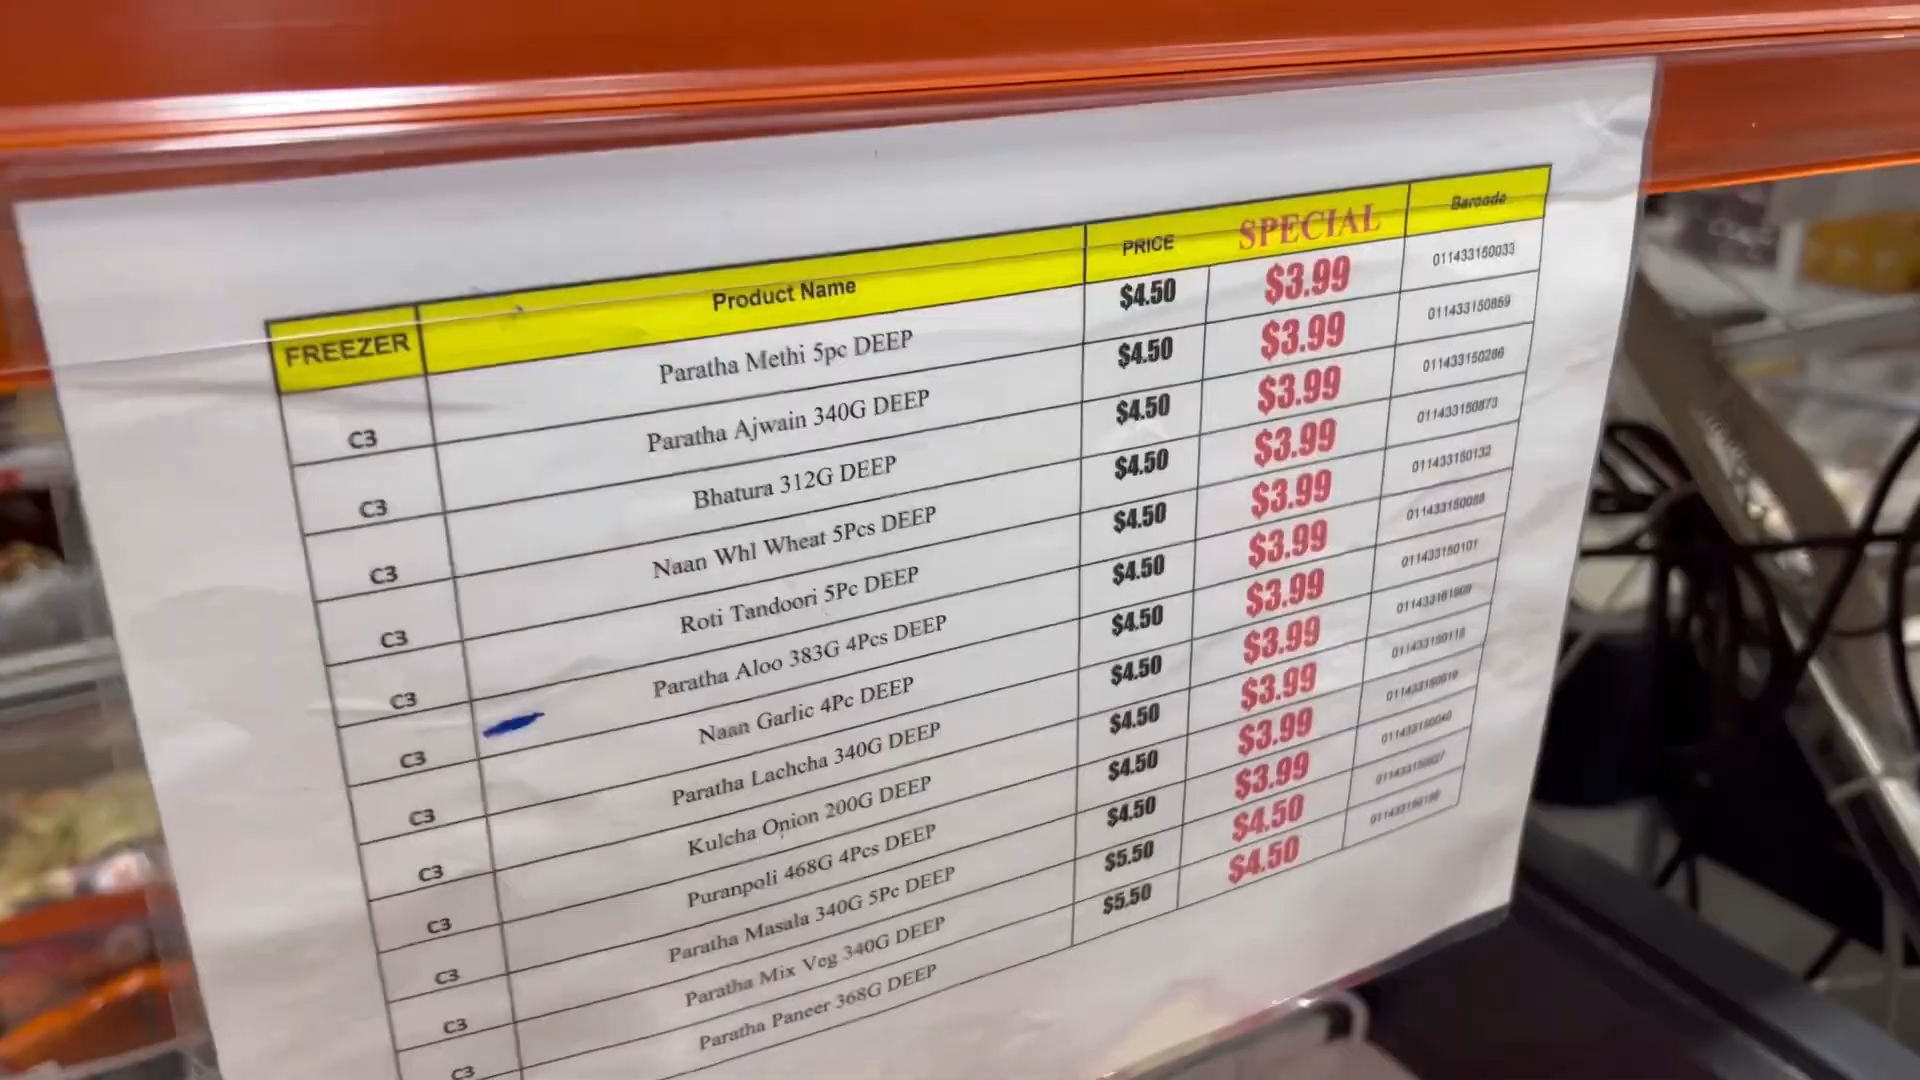 FREEZER Product Name PRICE SPECIAL Barcode
C3 Paratha Methi 5pc DEEP $4.50 $3.99 011433150033
C3 Paratha Ajwain 340G DEEP $4.50 $3.99 011433150859
C3 Bhatura 312G DEEP $4.50 $3.99 011433150286
C3 Naan Whl Wheat 5Pcs DEEP $4.50 $3.99 011433150873
C3 Roti Tandoori 5Pc DEEP $4.50 $3.99 011433150132
C3 Paratha Aloo 383G 4Pcs DEEP $4.50 $3.99 011433150088
C3 Naan Garlic 4Pc DEEP $4.50 $3.99 011433150101
C3 Paratha Lachcha 340G DEEP $4.50 $3.99
C3 Kulcha Onion 200G DEEP $4.50 $3.99 011433150118
C3 Puranpoli 468G 4Pcs DEEP $4.50 $3.99
C3 Paratha Masala 340G 5Pc DEEP $4.50 $3.99
C3 Paratha Mix Veg 340G DEEP $5.50 $4.50
C3 Paratha Paneer 368G DEEP $5.50 $4.50